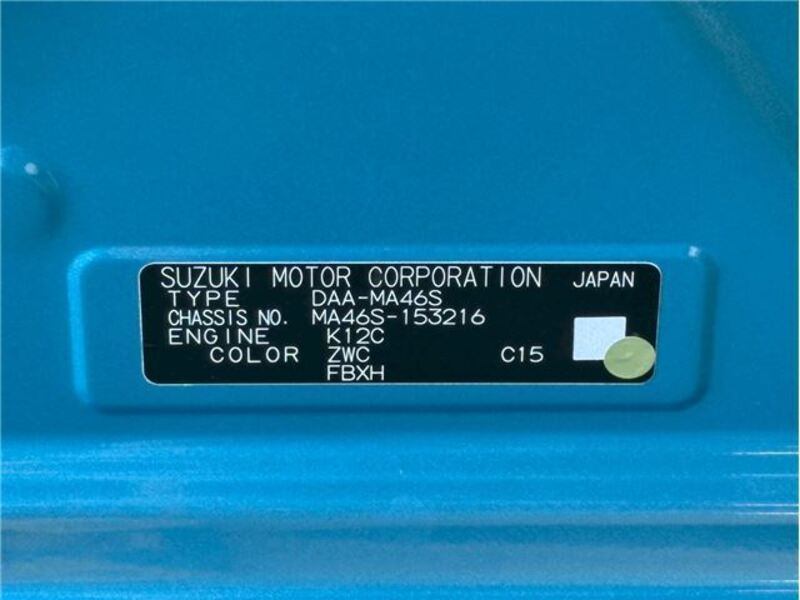 SUZUKI MOTOR CORPORATION JAPAN
TYPE DAA-MA46S
CHASSIS NO. MA46S-153216
ENGINE K12C
COLOR ZWC C15
FBXH